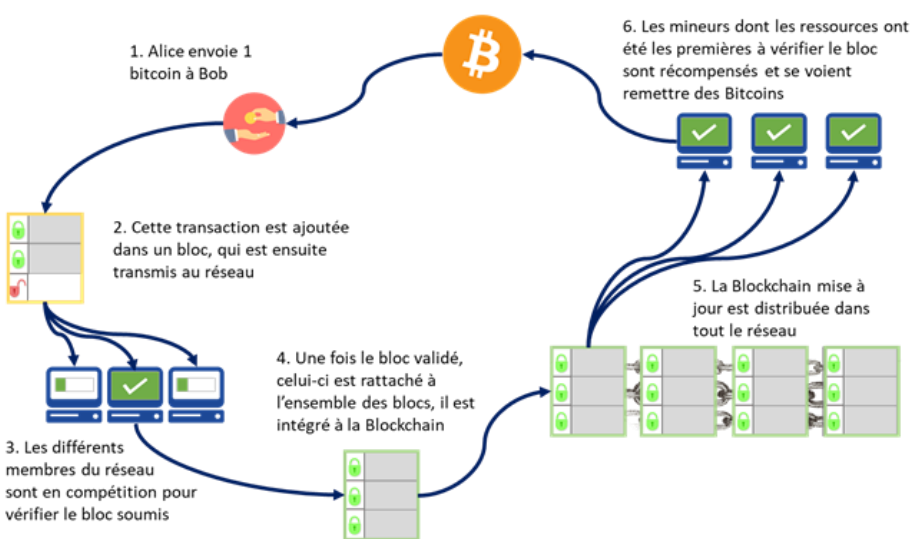 1. Alice envoie 1
bitcoin à Bob
2. Cette transaction est ajoutée
dans un bloc, qui est ensuite
transmis au réseau
3. Les différents
membres du réseau
sont en compétition pour
vérifier le bloc soumis
4. Une fois le bloc validé,
celui-ci est rattaché à
l’ensemble des blocs, il est
intégré à la Blockchain
5. La Blockchain mise à
jour est distribuée dans
tout le réseau
6. Les mineurs dont les ressources ont
été les premières à vérifier le bloc
sont récompensés et se voient
remettre des Bitcoins